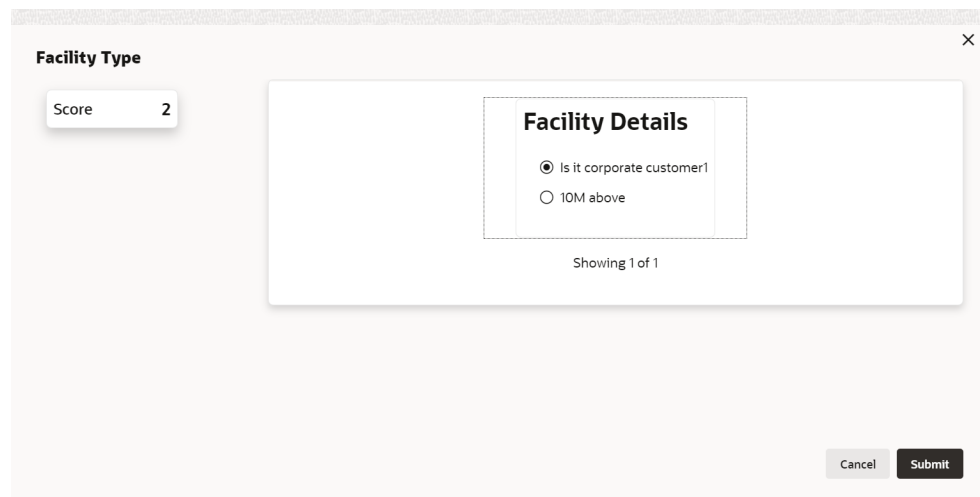 Facility Type
Score 2
Facility Details
Is it corporate customer1
10M above
Showing 1 of 1
Cancel Submit